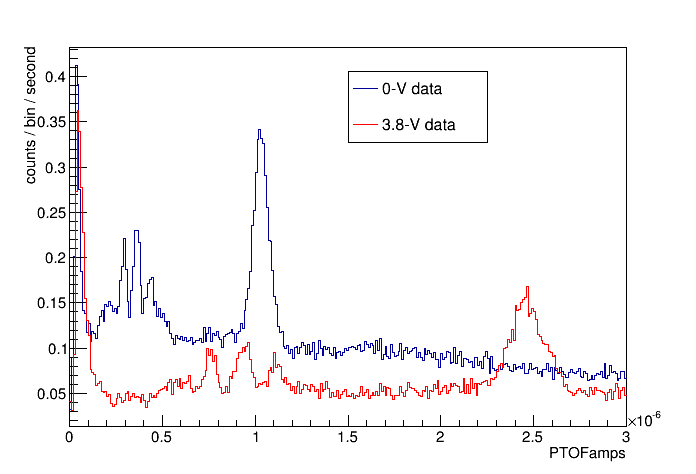 counts / bin / second
0.4
0.35
0.3
0.25
0.2
0.15
0.1
0.05
0-V data
3.8-V data
0 0.5 1 1.5 2 2.5 3
×10⁻⁶
PTOFamps